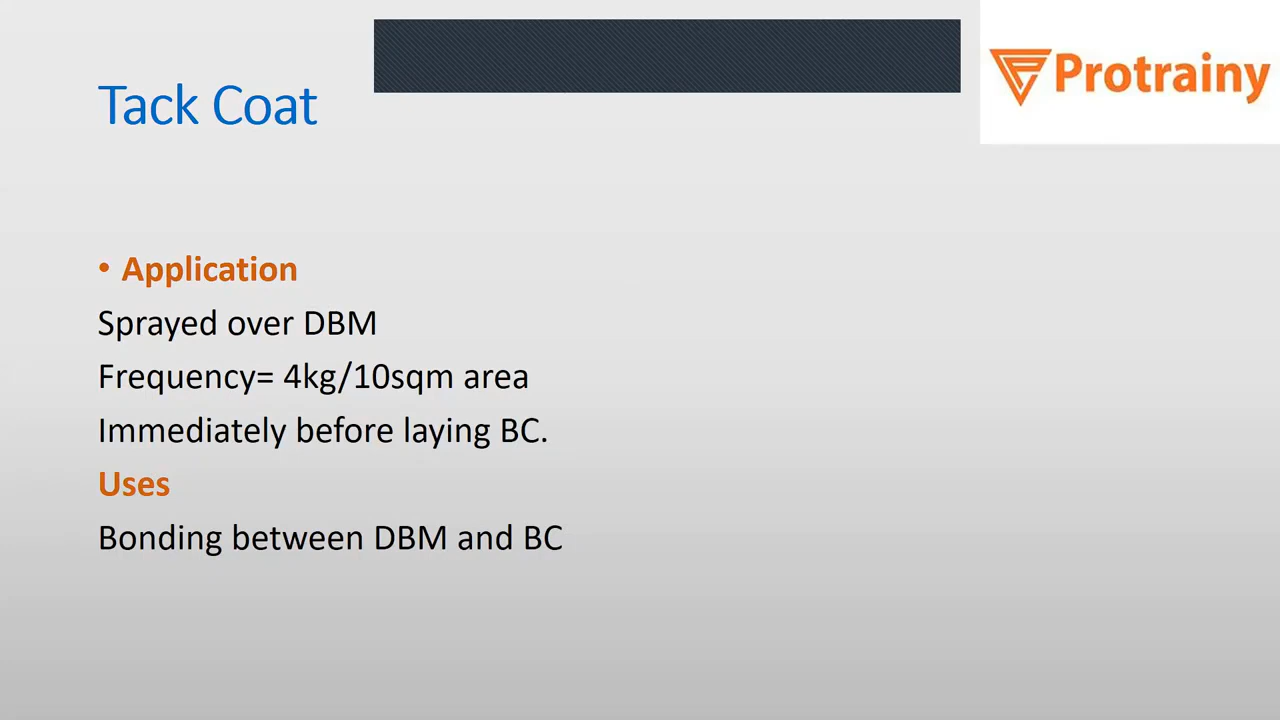 Protrainy
Tack Coat
• Application
Sprayed over DBM
Frequency= 4kg/10sqm area
Immediately before laying BC.
Uses
Bonding between DBM and BC